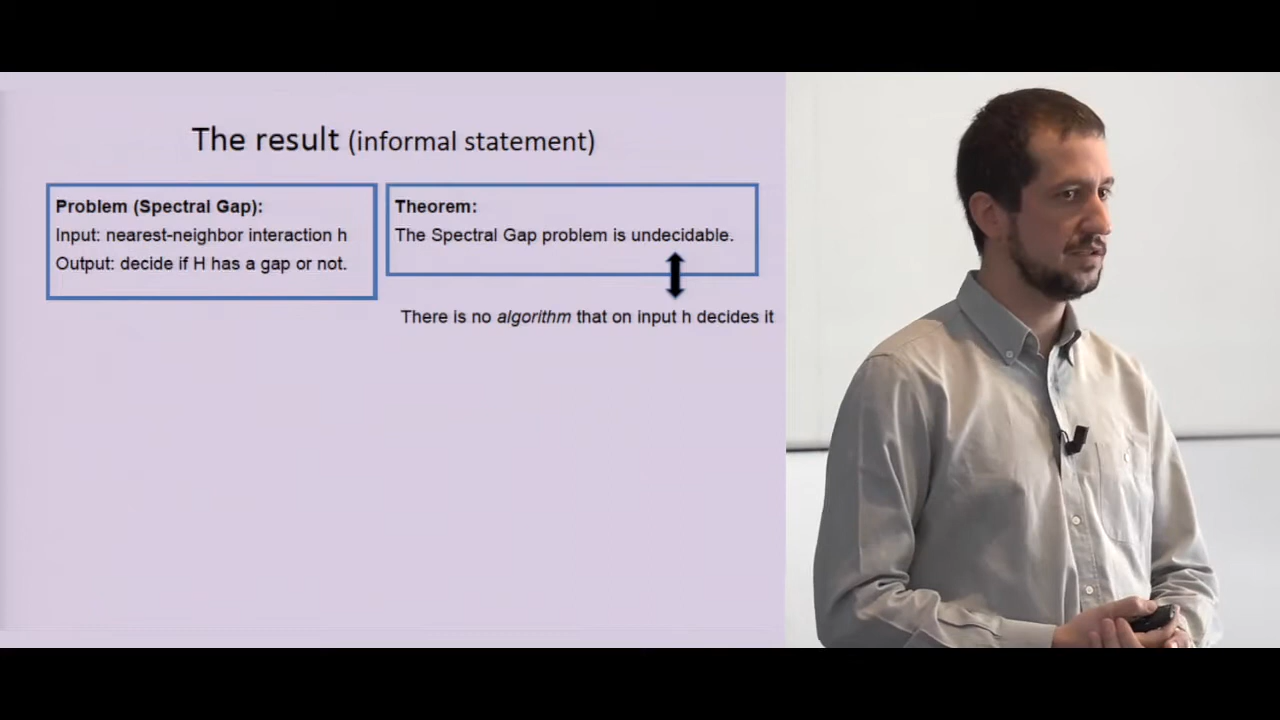 The result (informal statement)
Problem (Spectral Gap):
Input: nearest-neighbor interaction h
Output: decide if H has a gap or not.
Theorem:
The Spectral Gap problem is undecidable.
There is no algorithm that on input h decides it